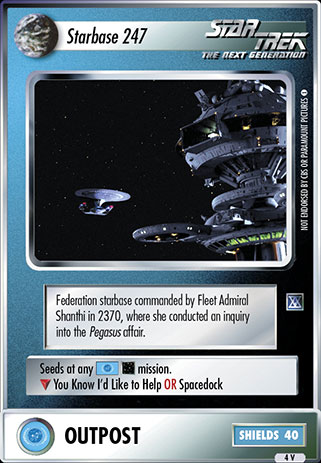 Starbase 247
STAR TREK
THE NEXT GENERATION
NOT ENDORSED BY CBS OR PARAMOUNT PICTURES
Federation starbase commanded by Fleet Admiral
Shanthi in 2370, where she conducted an inquiry
into the Pegasus affair.
Seeds at any mission.
You Know I'd Like to Help OR Spacedock
OUTPOST
SHIELDS 40
4 V